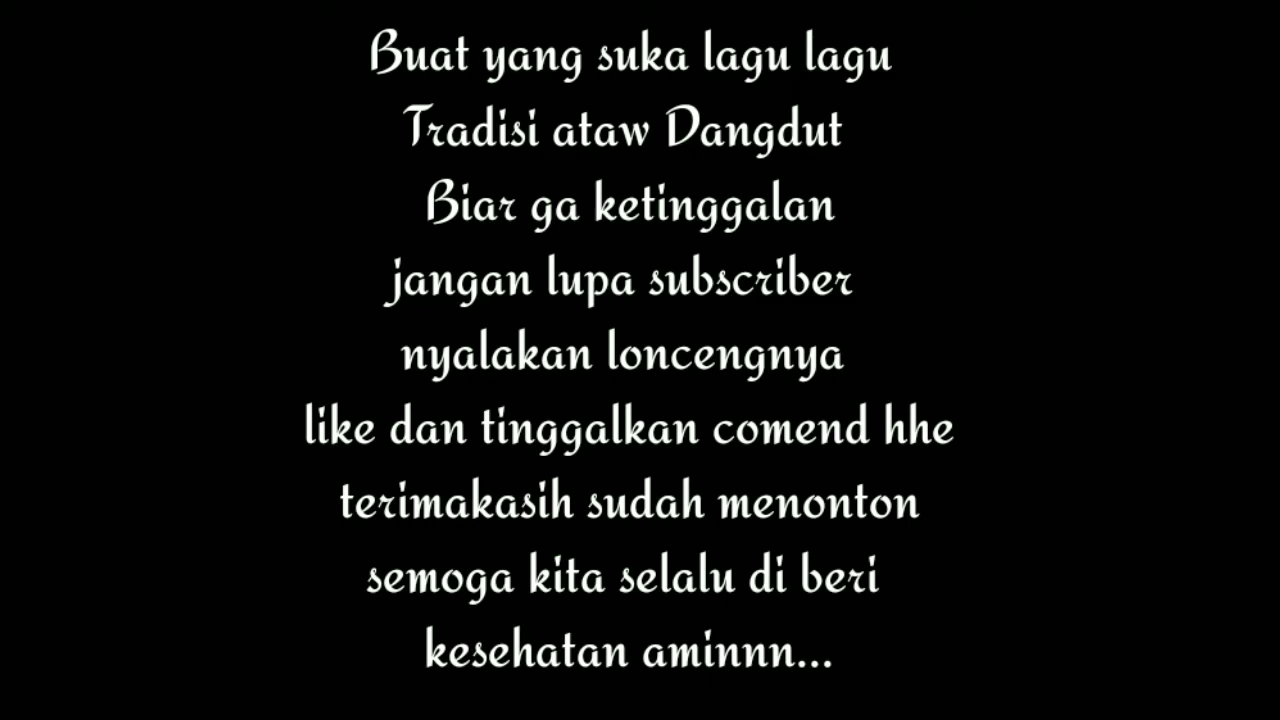 Buat yang suka lagu lagu
Tradisi ataw Dangdut
Biar ga ketinggalan
jangan lupa subscriber
nyalakan loncengnya
like dan tinggalkan comend hhe
terimakasih sudah menonton
semoga kita selalu di beri
kesehatan aminnn...